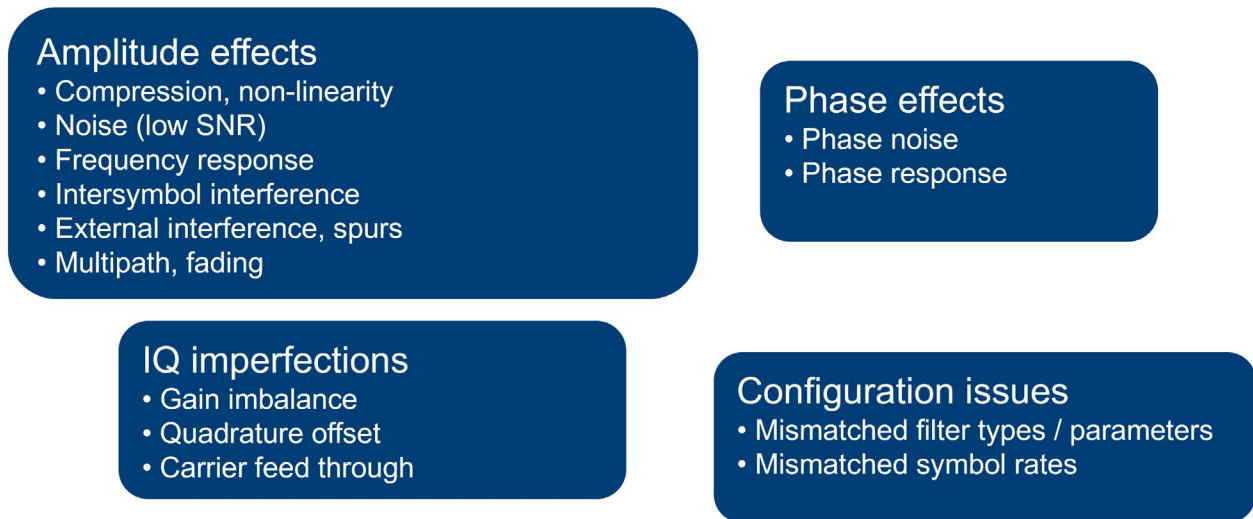 Amplitude effects
• Compression, non-linearity
• Noise (low SNR)
• Frequency response
• Intersymbol interference
• External interference, spurs
• Multipath, fading
Phase effects
• Phase noise
• Phase response
IQ imperfections
• Gain imbalance
• Quadrature offset
• Carrier feed through
Configuration issues
• Mismatched filter types / parameters
• Mismatched symbol rates